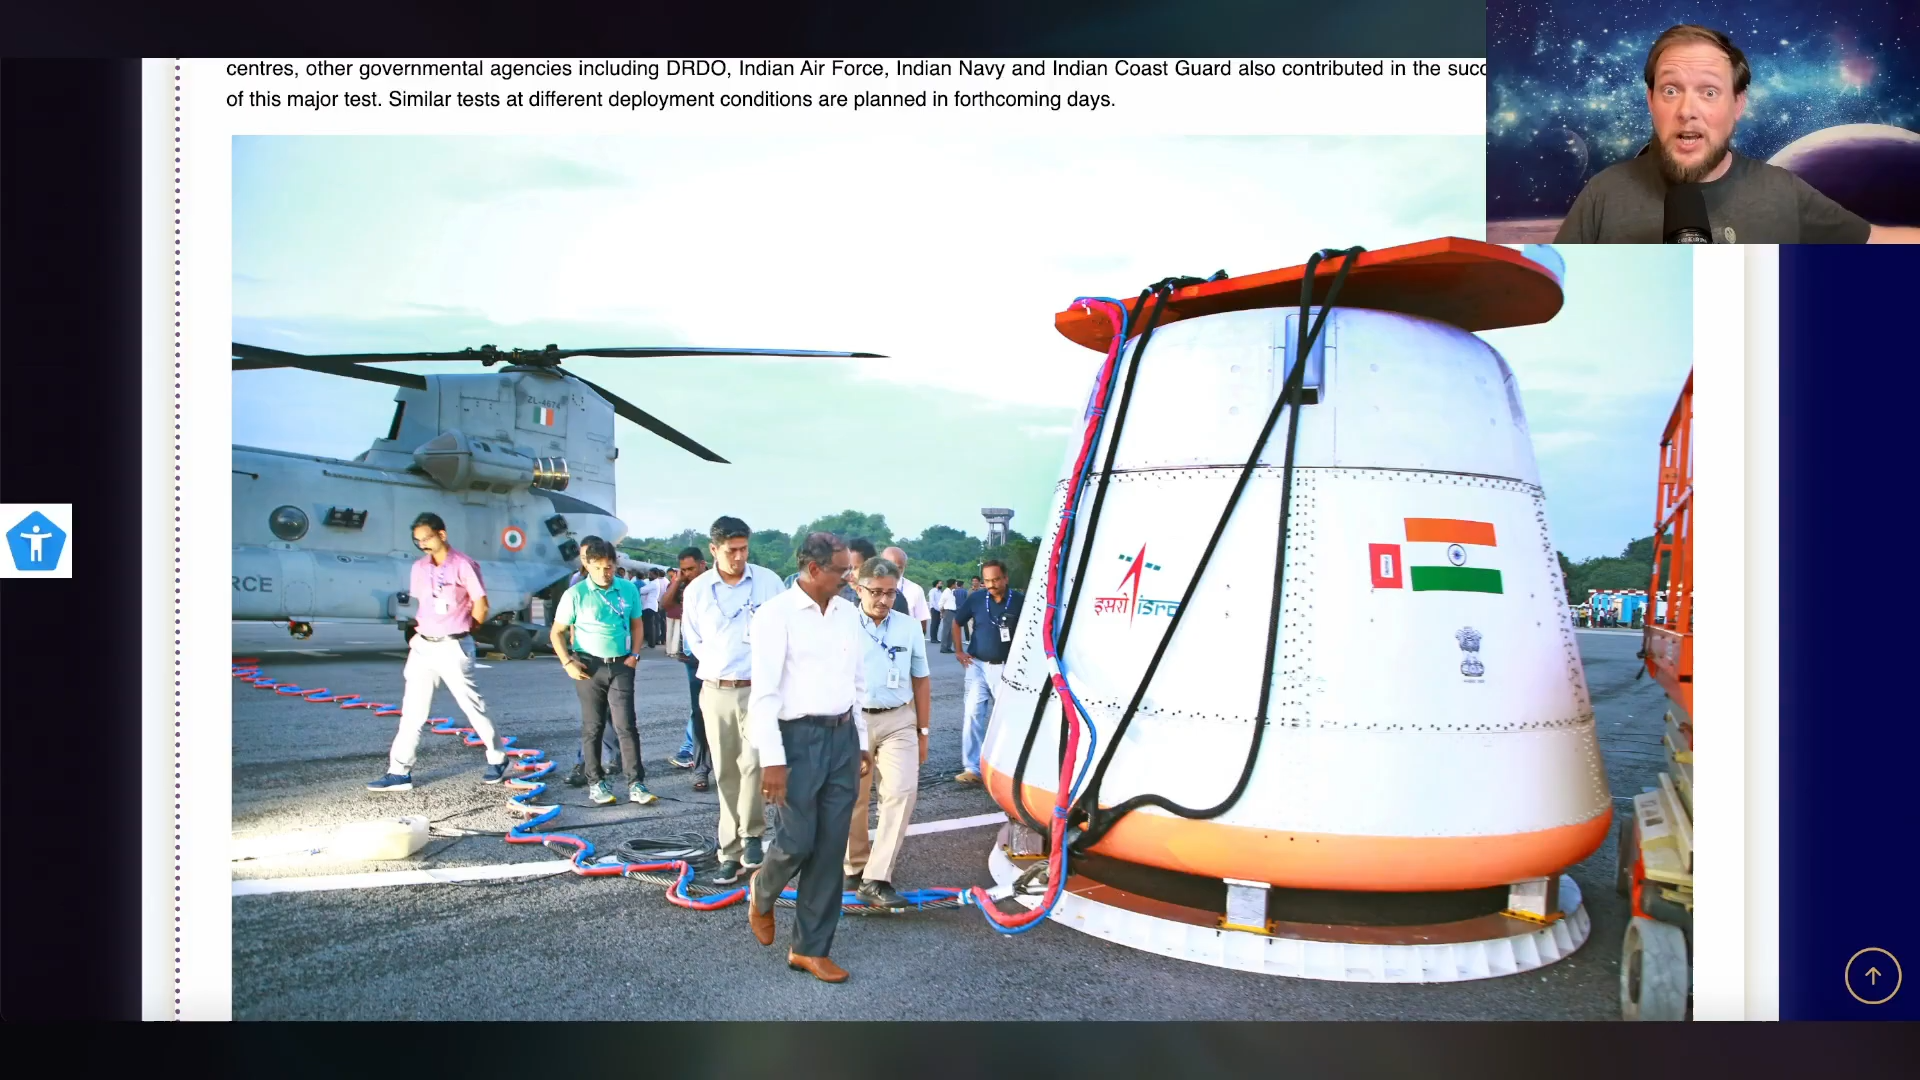 centres, other governmental agencies including DRDO, Indian Air Force, Indian Navy and Indian Coast Guard also contributed in the succ
of this major test. Similar tests at different deployment conditions are planned in forthcoming days.
ZL-4674
RCE
इसरो isro